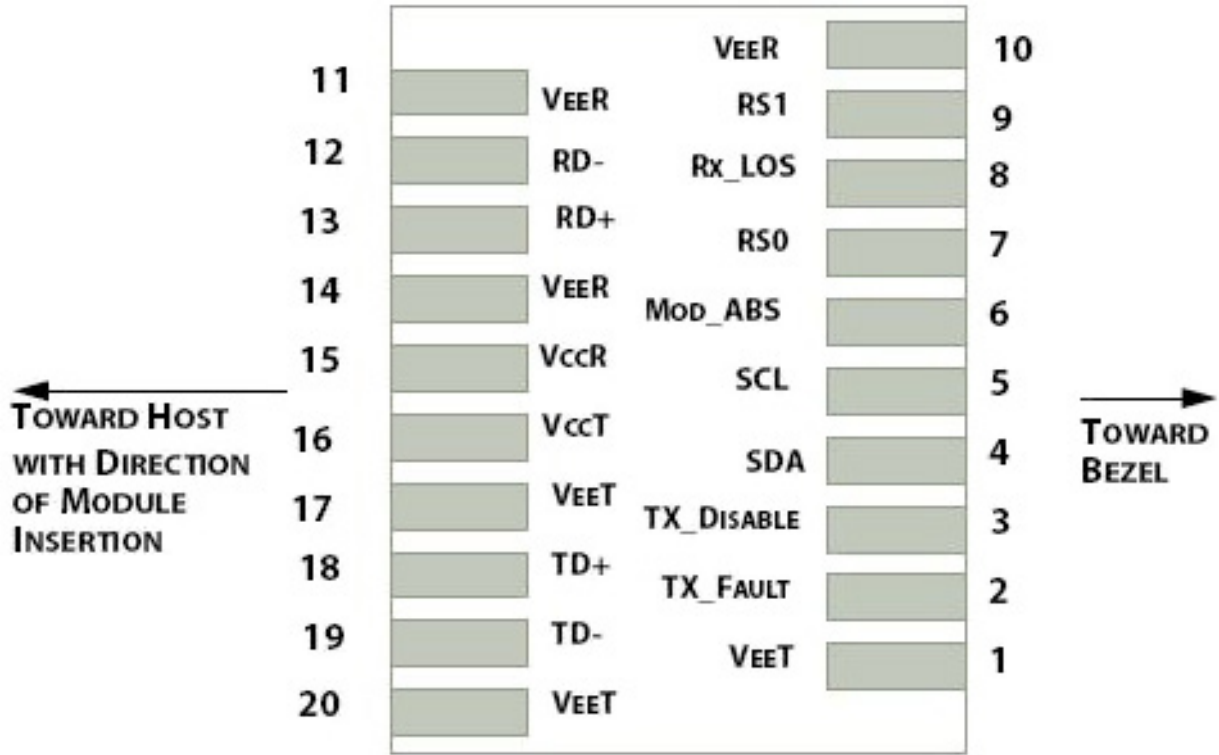 VEER 10
11 VEER
RS1 9
12 RD-
Rx_LOS 8
13 RD+
RS0 7
14 VEER
MOD_ABS 6
15 VccR
SCL 5
16 VccT
SDA 4
17 VEET
TX_DISABLE 3
18 TD+
TX_FAULT 2
19 TD-
VEET 1
20 VEET
TOWARD HOST
WITH DIRECTION
OF MODULE
INSERTION
TOWARD
BEZEL